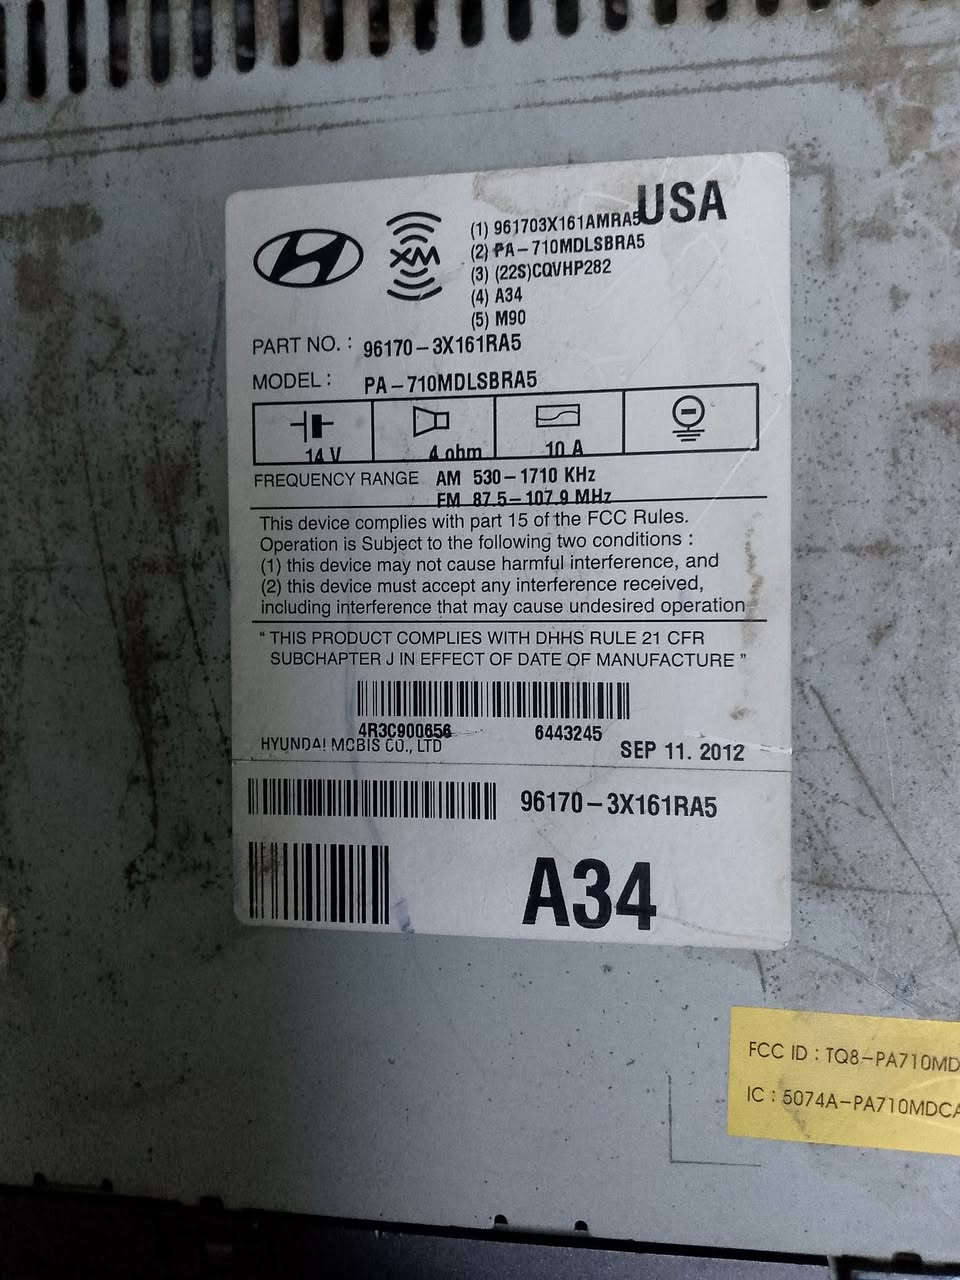 USA
XM
(1) 961703X161AMRA5
(2) PA-710MDLSBRA5
(3) (22S)CQVHP282
(4) A34
(5) M90
PART NO. : 96170-3X161RA5
MODEL : PA-710MDLSBRA5
14 V 4 ohm 10 A
FREQUENCY RANGE AM 530-1710 KHz
FM 87.5-107.9 MHz
This device complies with part 15 of the FCC Rules.
Operation is Subject to the following two conditions :
(1) this device may not cause harmful interference, and
(2) this device must accept any interference received,
including interference that may cause undesired operation
“ THIS PRODUCT COMPLIES WITH DHHS RULE 21 CFR
SUBCHAPTER J IN EFFECT OF DATE OF MANUFACTURE ”
4R3C900656 6443245
HYUNDAI MOBIS CO., LTD SEP 11. 2012
96170-3X161RA5
A34
FCC ID : TQ8-PA710MD
IC : 5074A-PA710MDCA